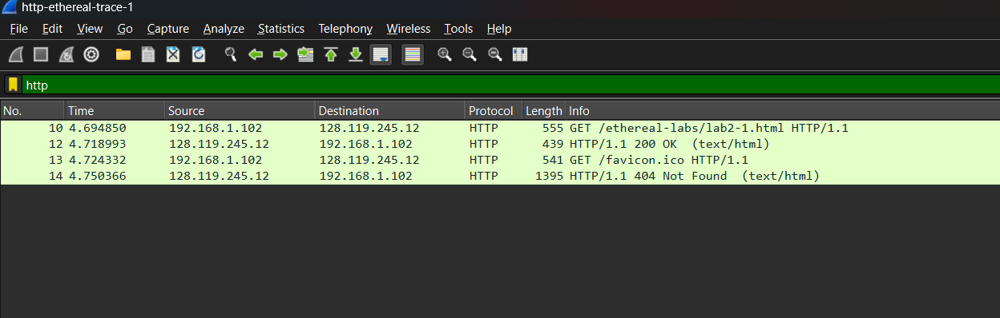 http-ethereal-trace-1
File Edit View Go Capture Analyze Statistics Telephony Wireless Tools Help
http
No. Time Source Destination Protocol Length Info
10 4.694850 192.168.1.102 128.119.245.12 HTTP 555 GET /ethereal-labs/lab2-1.html HTTP/1.1
12 4.718993 128.119.245.12 192.168.1.102 HTTP 439 HTTP/1.1 200 OK (text/html)
13 4.724332 192.168.1.102 128.119.245.12 HTTP 541 GET /favicon.ico HTTP/1.1
14 4.750366 128.119.245.12 192.168.1.102 HTTP 1395 HTTP/1.1 404 Not Found (text/html)